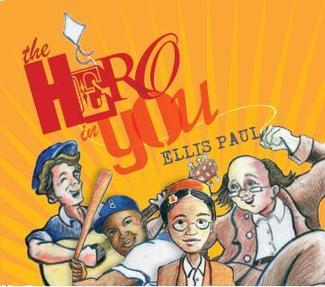 the
HERO
in you
ELLIS PAUL